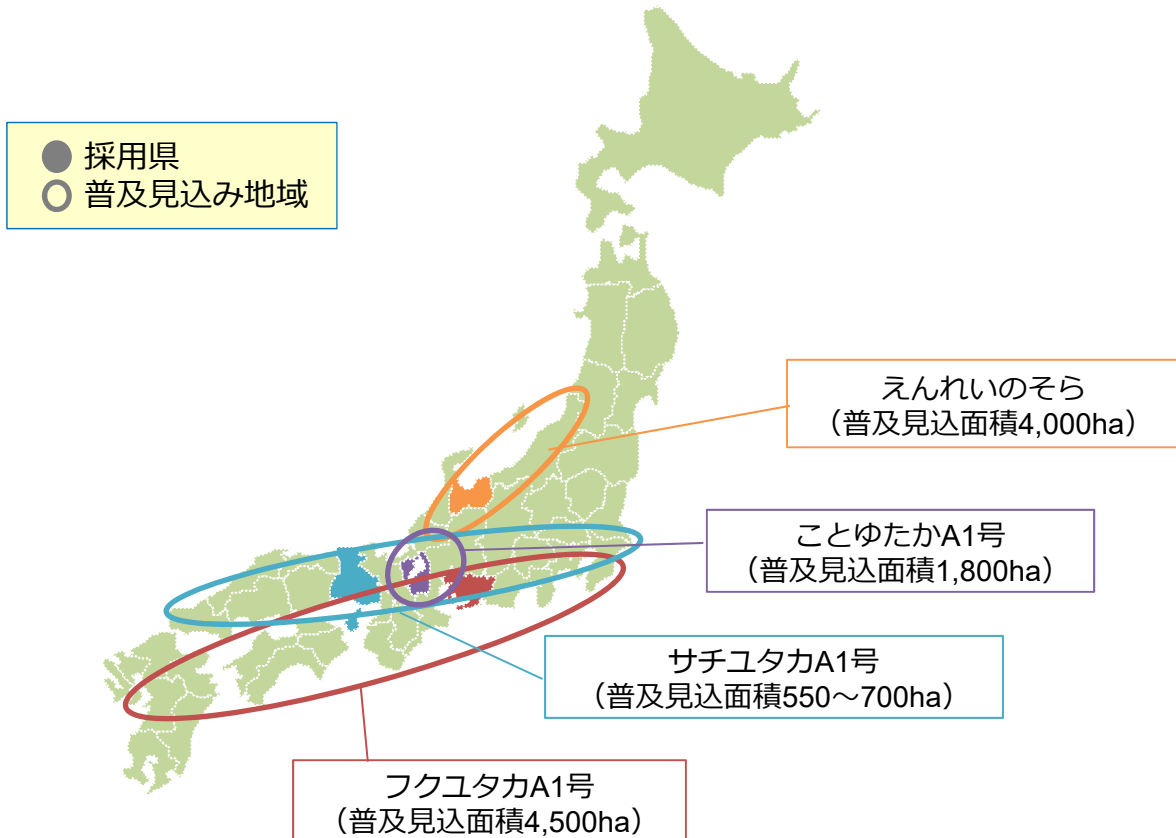 採用県
普及見込み地域
えんれいのそら
（普及見込面積4,000ha）
ことゆたかA1号
（普及見込面積1,800ha）
サチユタカA1号
（普及見込面積550～700ha）
フクユタカA1号
（普及見込面積4,500ha）